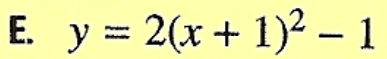 E. y = 2(x + 1)² – 1